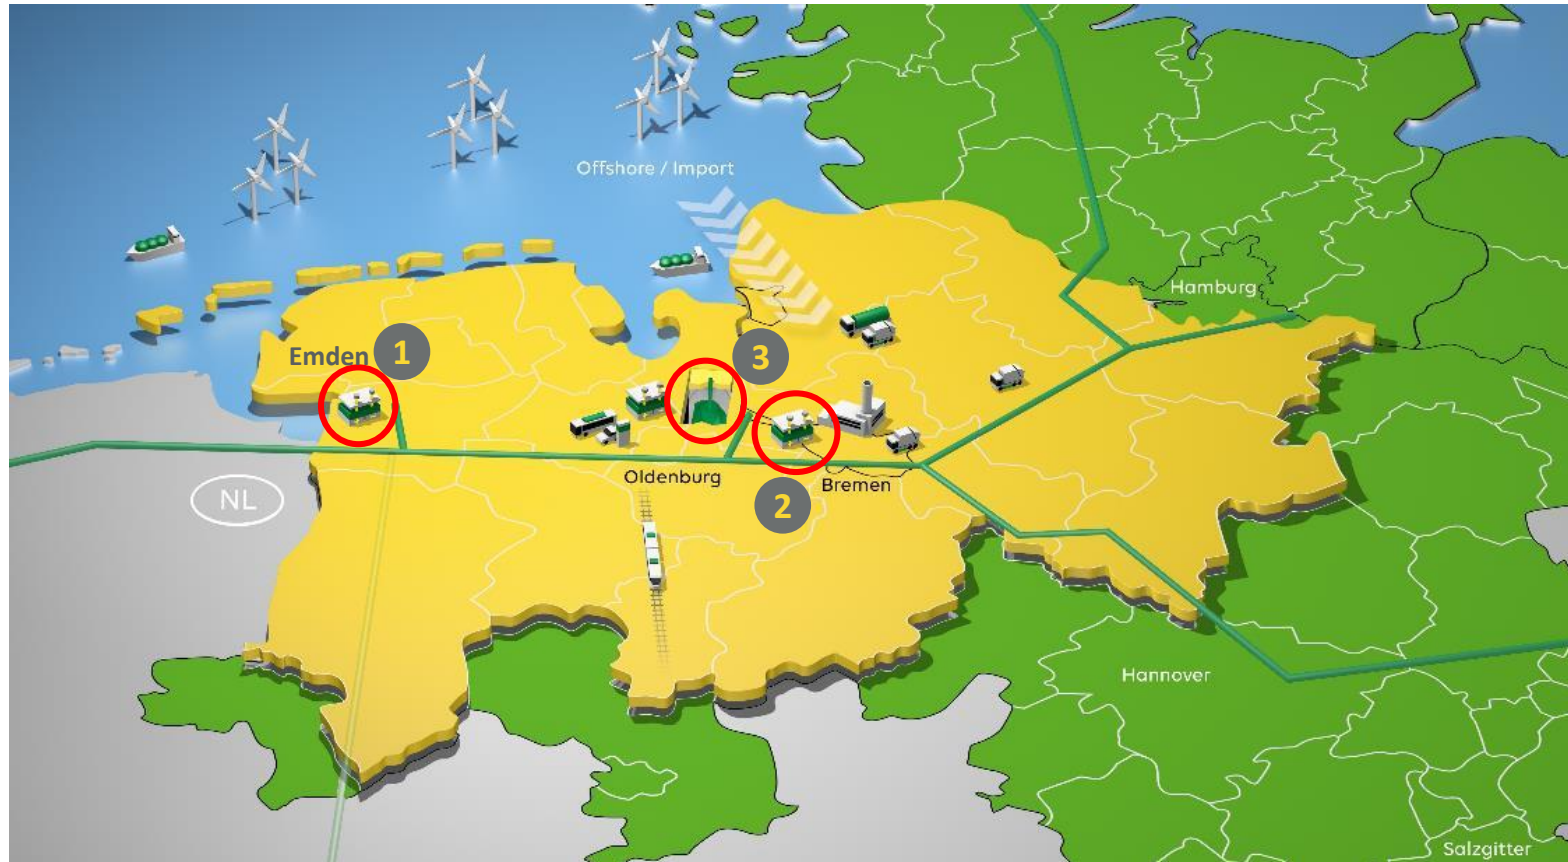 Offshore / Import
Hamburg
Emden
1
3
NL
Oldenburg
Bremen
2
Hannover
Salzgitter